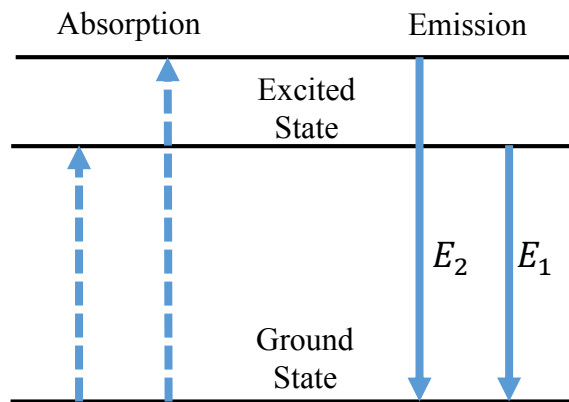 Absorption
Emission
Excited
State
E₂
E₁
Ground
State